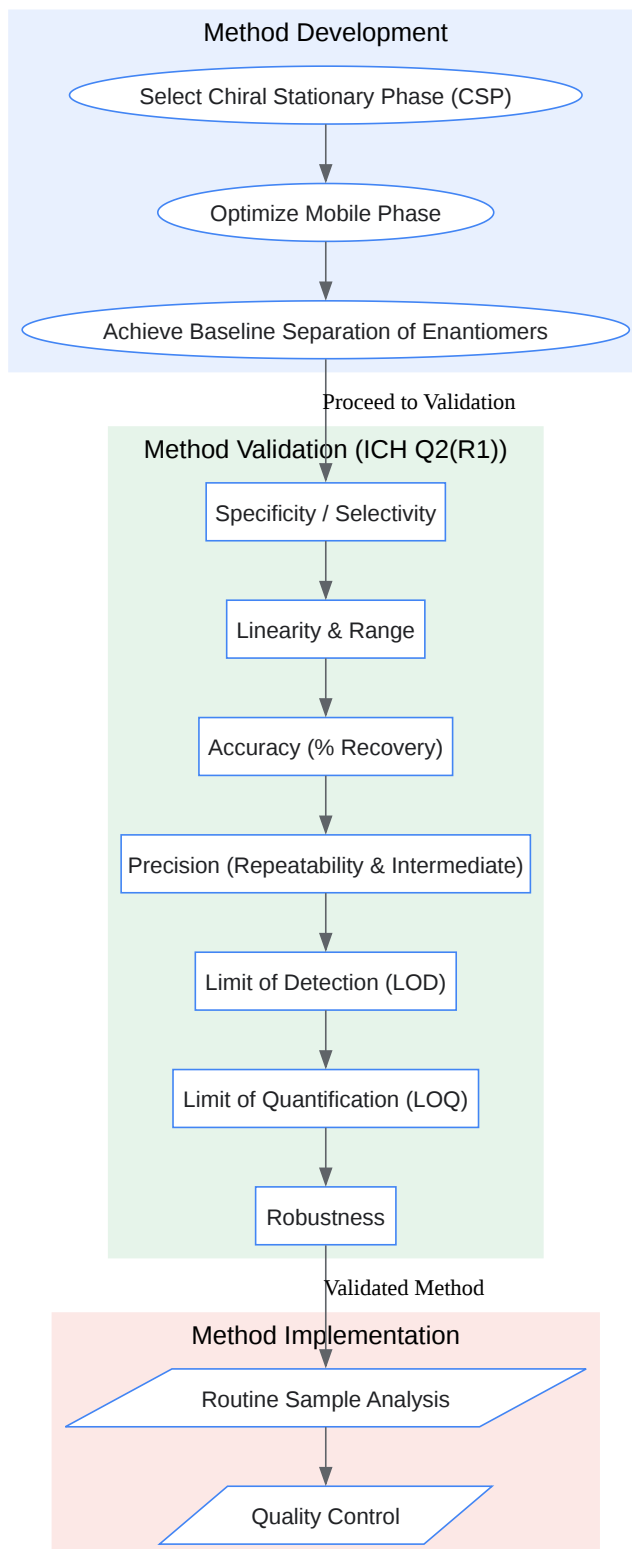 Method Development
Select Chiral Stationary Phase (CSP)
Optimize Mobile Phase
Achieve Baseline Separation of Enantiomers
Proceed to Validation
Method Validation (ICH Q2(R1))
Specificity / Selectivity
Linearity & Range
Accuracy (% Recovery)
Precision (Repeatability & Intermediate)
Limit of Detection (LOD)
Limit of Quantification (LOQ)
Robustness
Validated Method
Method Implementation
Routine Sample Analysis
Quality Control